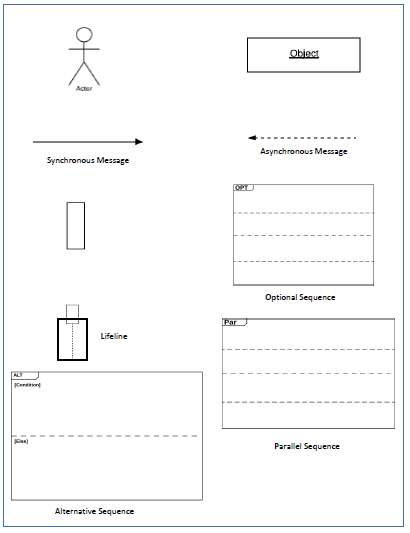 Actor
Object
Synchronous Message
Asynchronous Message
OPT
Optional Sequence
Lifeline
Par
Parallel Sequence
ALT
[Condition]
[Else]
Alternative Sequence